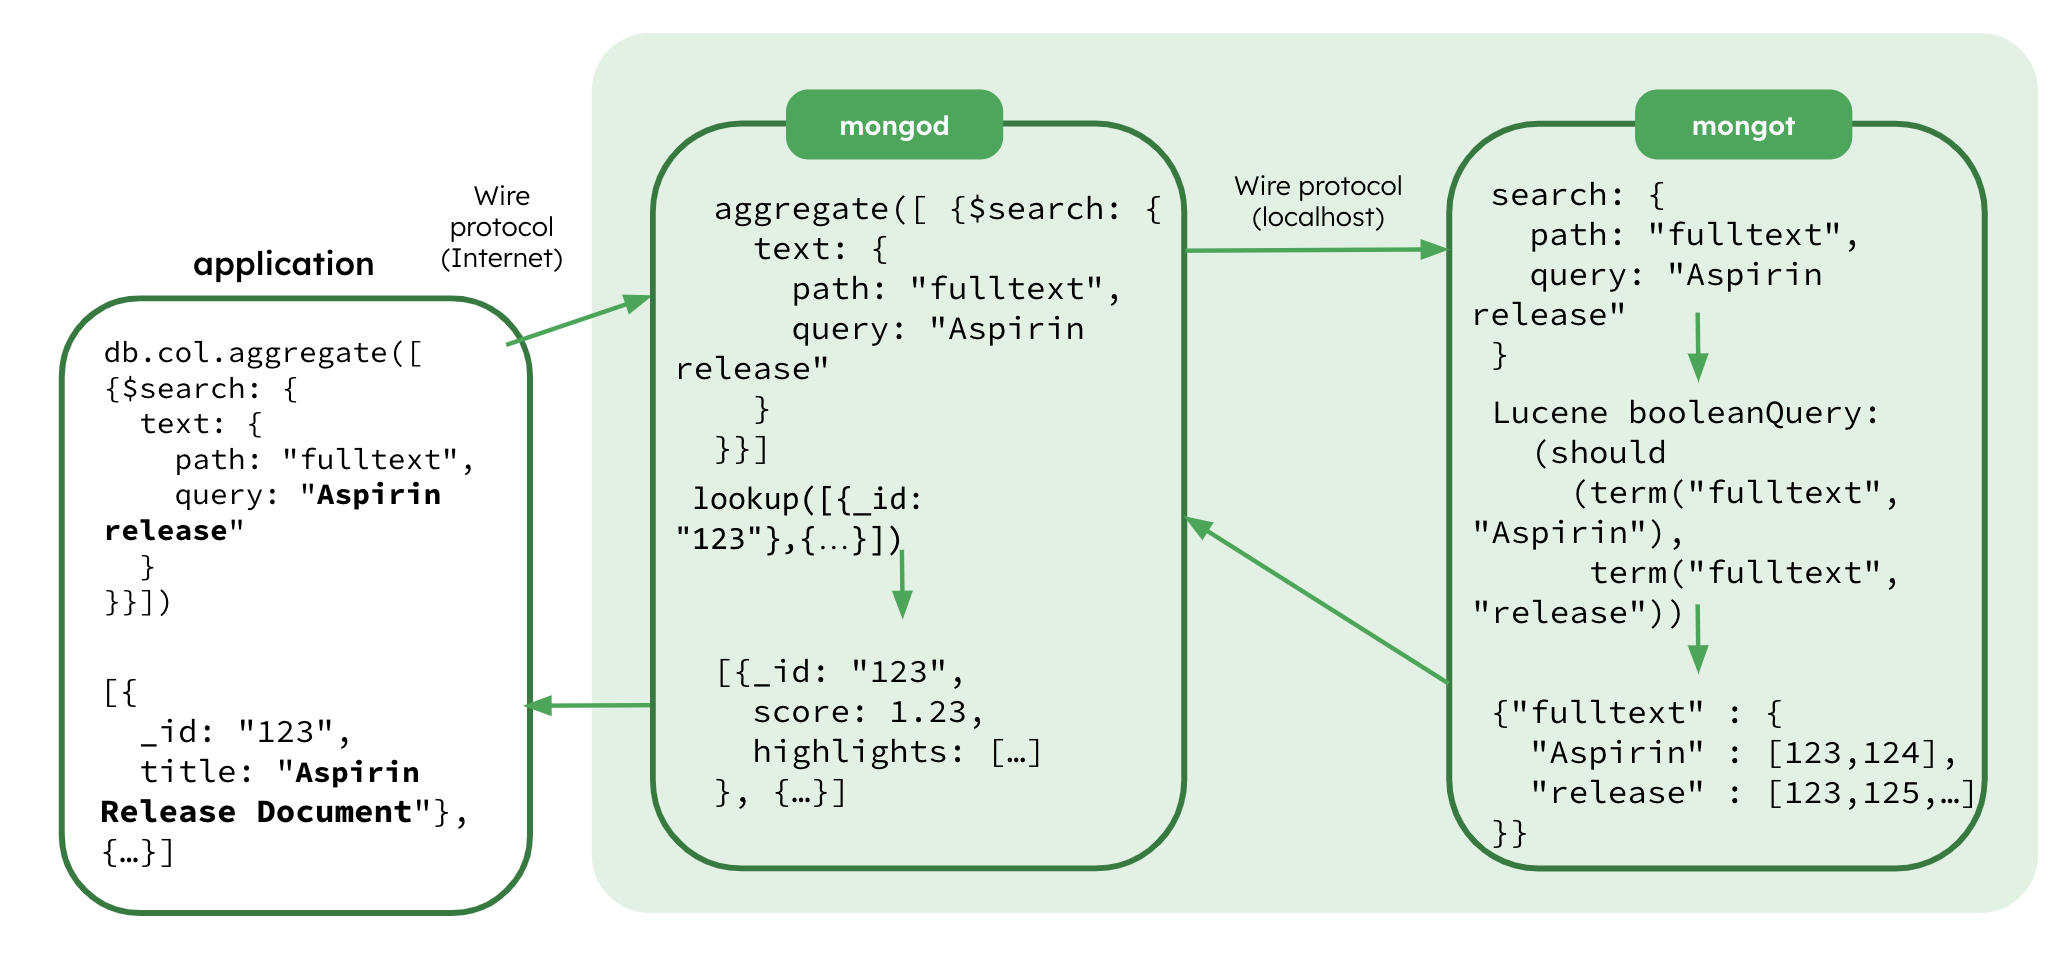 application
db.col.aggregate([
{$search: {
  text: {
    path: "fulltext",
    query: "Aspirin
release"
  }
}}])
[{
  _id: "123",
  title: "Aspirin
Release Document"},
{…}]
Wire
protocol
(Internet)
mongod
aggregate([ {$search: {
  text: {
    path: "fulltext",
    query: "Aspirin
release"
  }
}}]
lookup([{_id:
"123"},{…}])
[{_id: "123",
  score: 1.23,
  highlights: […]
}, {…}]
Wire protocol
(localhost)
mongot
search: {
  path: "fulltext",
  query: "Aspirin
release"
}
Lucene booleanQuery:
  (should
    (term("fulltext",
"Aspirin"),
     term("fulltext",
"release"))
{"fulltext" : {
  "Aspirin" : [123,124],
  "release" : [123,125,…]
}}